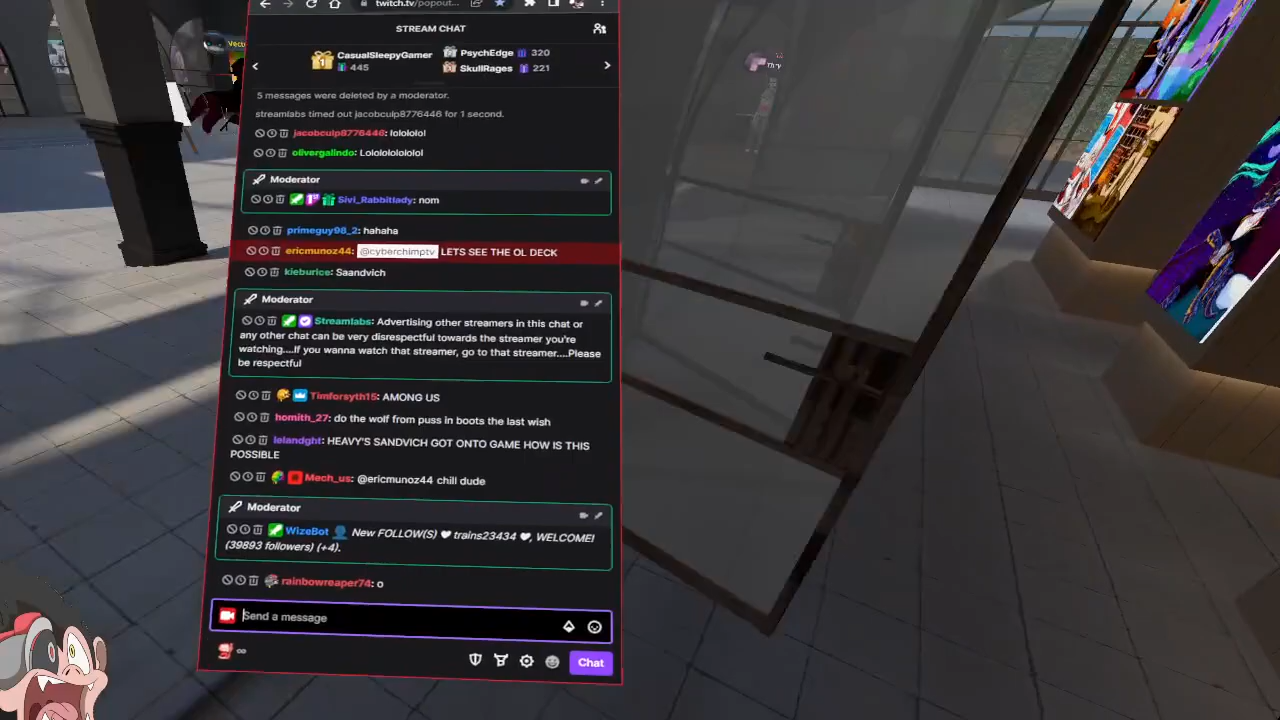 twitch.tv/popout...
STREAM CHAT
CasualSleepyGamer
445
PsychEdge 320
SkullRages 221
5 messages were deleted by a moderator.
streamlabs timed out jacobculp8776446 for 1 second.
jacobculp8776446: lolololol
olivergalindo: Lolololololol
Moderator
Sivi_Rabbitlady: nom
primeguy98_2: hahaha
ericmunoz44: @cyberchimptv LETS SEE THE OL DECK
kieburice: Saandvich
Moderator
Streamlabs: Advertising other streamers in this chat or
any other chat can be very disrespectful towards the streamer you're
watching....If you wanna watch that streamer, go to that streamer....Please
be respectful
Timforsyth15: AMONG US
homith_27: do the wolf from puss in boots the last wish
lelandght: HEAVY'S SANDVICH GOT ONTO GAME HOW IS THIS
POSSIBLE
Mech_us: @ericmunoz44 chill dude
Moderator
WizeBot New FOLLOW(S) ♥ trains23434 ♥, WELCOME!
(39893 followers) (+4).
rainbowreaper74: o
Send a message
∞
Chat